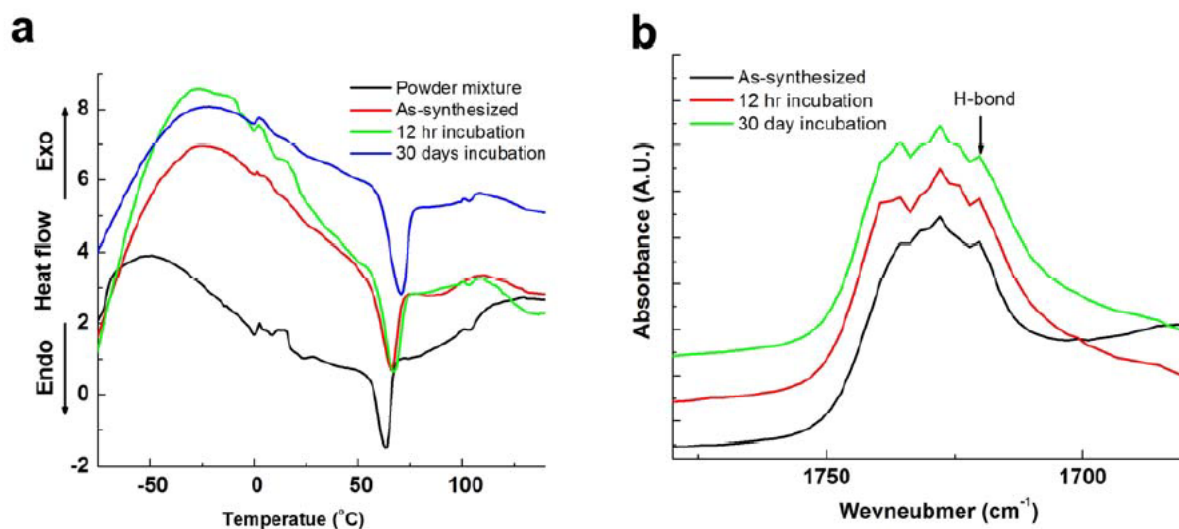 a
Powder mixture
As-synthesized
12 hr incubation
30 days incubation
Exo
Heat flow
Endo
8
6
4
2
0
-2
-50
0
50
100
Temperatue (°C)
b
As-synthesized
12 hr incubation
30 day incubation
H-bond
Absorbance (A.U.)
1750
1700
Wevneubmer (cm⁻¹)